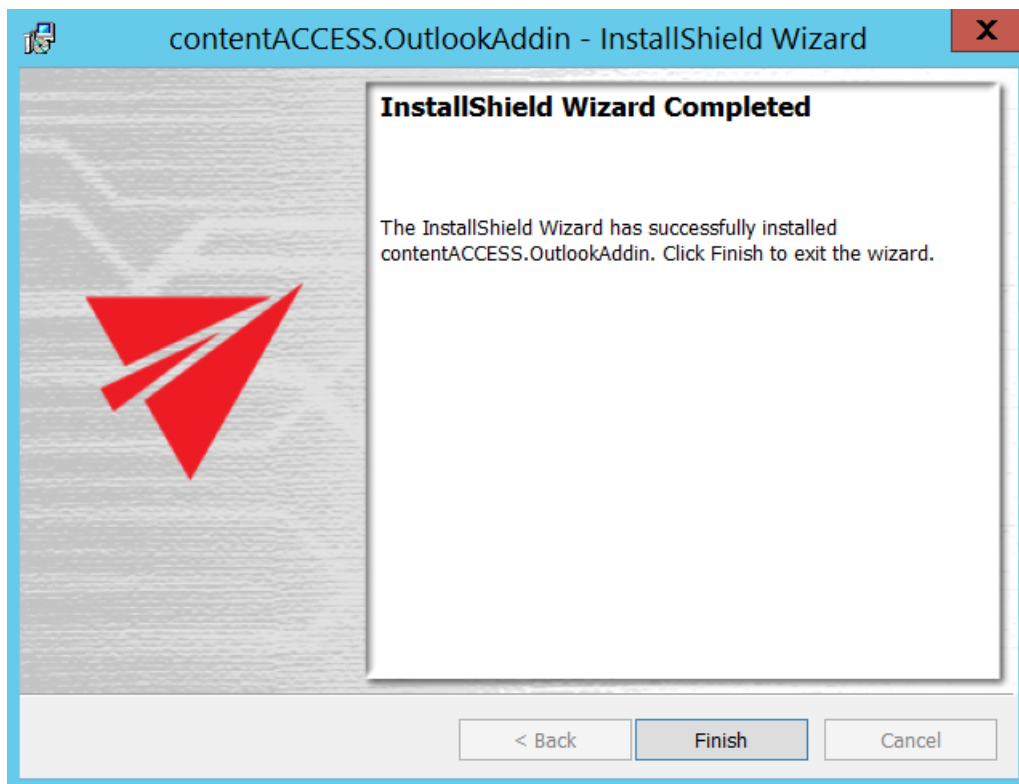 contentACCESS.OutlookAddin - InstallShield Wizard
X
InstallShield Wizard Completed
The InstallShield Wizard has successfully installed
contentACCESS.OutlookAddin. Click Finish to exit the wizard.
< Back
Finish
Cancel